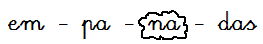 em - pa - na - das